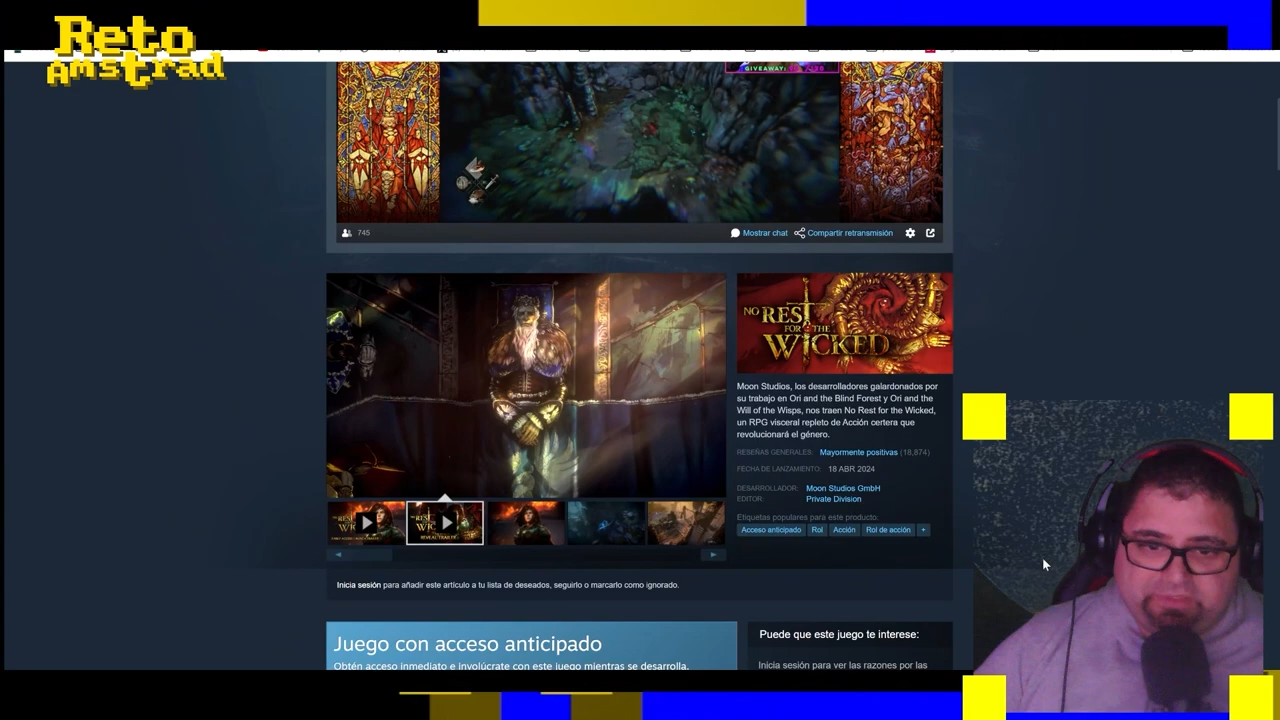 Reto
Amstrad
GIVEAWAY:
745
Mostrar chat
Compartir retransmisión
NO REST
FOR THE
WICKED
Moon Studios, los desarrolladores galardonados por
su trabajo en Ori and the Blind Forest y Ori and the
Will of the Wisps, nos traen No Rest for the Wicked,
un RPG visceral repleto de Acción certera que
revolucionará el género.
RESEÑAS GENERALES: Mayormente positivas (18,874)
FECHA DE LANZAMIENTO: 18 ABR 2024
DESARROLLADOR: Moon Studios GmbH
EDITOR: Private Division
Etiquetas populares para este producto:
Acceso anticipado Rol Acción Rol de acción +
REVEAL TRAILER
Inicia sesión para añadir este artículo a tu lista de deseados, seguirlo o marcarlo como ignorado.
Juego con acceso anticipado
Obtén acceso inmediato e involúcrate con este juego mientras se desarrolla.
Puede que este juego te interese:
Inicia sesión para ver las razones por las